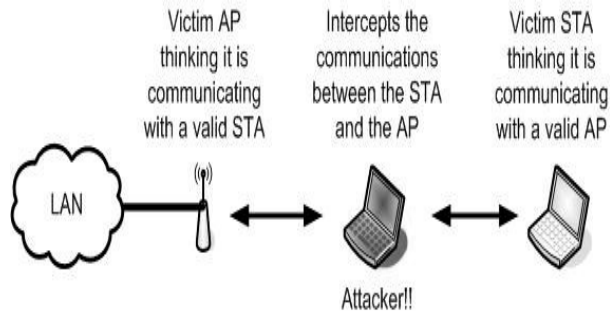 Victim AP
thinking it is
communicating
with a valid STA
Intercepts the
communications
between the STA
and the AP
Victim STA
thinking it is
communicating
with a valid AP
LAN
Attacker!!